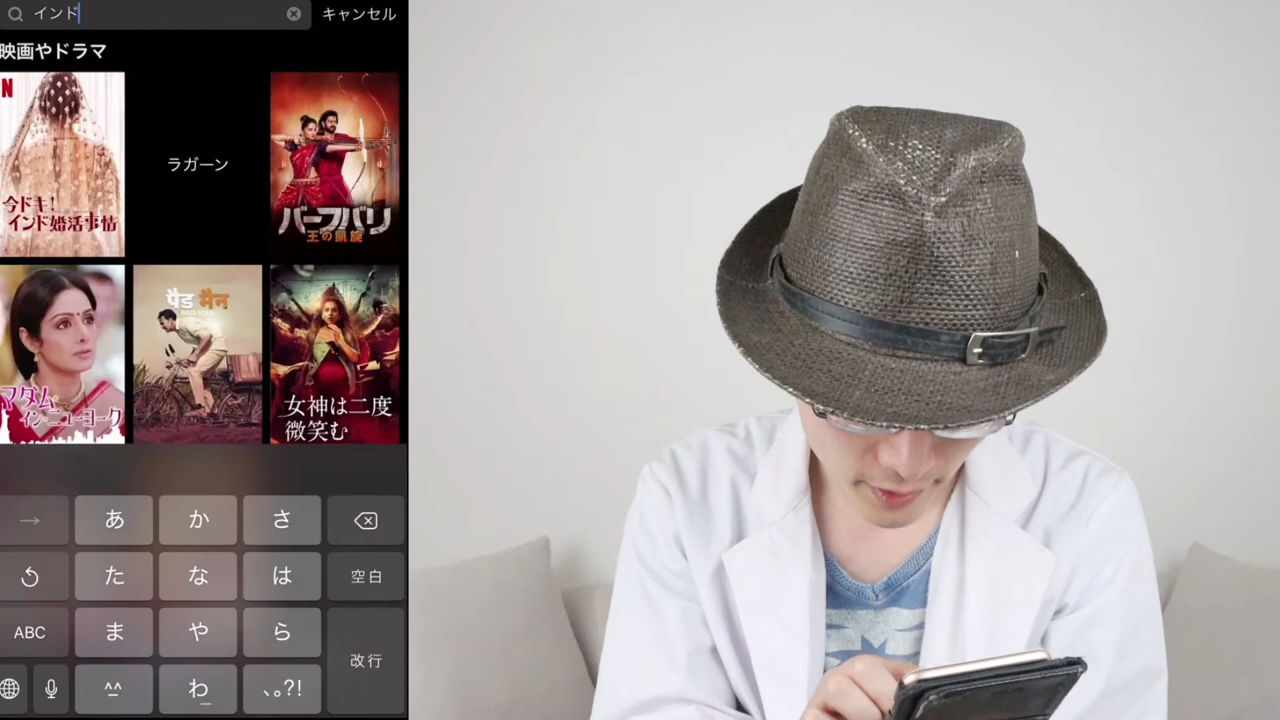 インド
キャンセル
映画やドラマ
N
今ドキ!
インド婚活事情
ラガーン
バーフバリ
王の凱旋
マダム・
イン・ニューヨーク
पैड मैन
PAD MAN
女神は二度
微笑む
→
あ
か
さ
た
な
は
空白
ABC
ま
や
ら
改行
^^
わ
、。?!